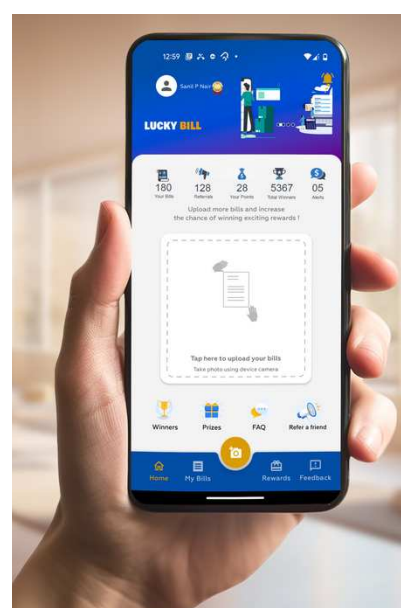 12:59
Sanil P Nair
LUCKY BILL
180 128 28 5367 05
Your Bills Referrals Your Points Total Winners Alerts
Upload more bills and increase
the chance of winning exciting rewards !
Tap here to upload your bills
Take photo using device camera
Winners Prizes FAQ Refer a friend
Home My Bills Rewards Feedback